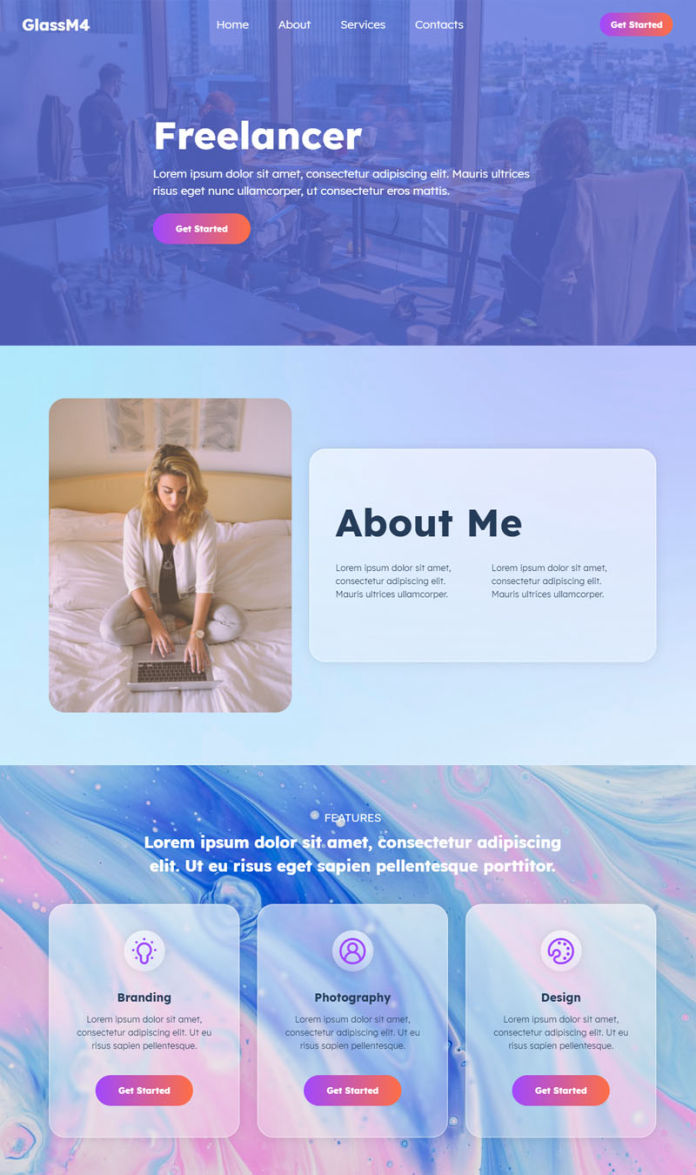 GlassM4
Home About Services Contacts
Get Started
Freelancer
Lorem ipsum dolor sit amet, consectetur adipiscing elit. Mauris ultrices
risus eget nunc ullamcorper, ut consectetur eros mattis.
Get Started
About Me
Lorem ipsum dolor sit amet,
consectetur adipiscing elit.
Mauris ultrices ullamcorper.
Lorem ipsum dolor sit amet,
consectetur adipiscing elit.
Mauris ultrices ullamcorper.
FEATURES
Lorem ipsum dolor sit amet, consectetur adipiscing
elit. Ut eu risus eget sapien pellentesque porttitor.
Branding
Lorem ipsum dolor sit amet,
consectetur adipiscing elit. Ut eu
risus sapien pellentesque.
Get Started
Photography
Lorem ipsum dolor sit amet,
consectetur adipiscing elit. Ut eu
risus sapien pellentesque.
Get Started
Design
Lorem ipsum dolor sit amet,
consectetur adipiscing elit. Ut eu
risus sapien pellentesque.
Get Started